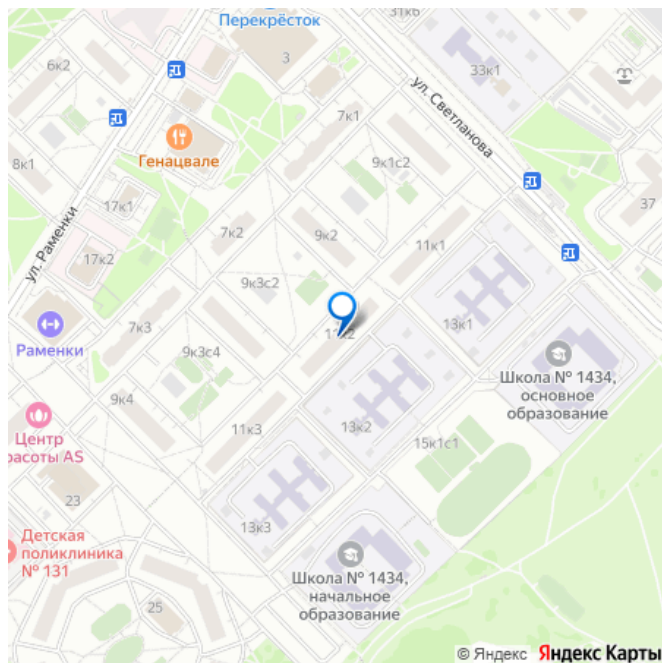 31к6
Перекрёсток
6к2
3
33к1
ул. Светланова
7к1
8к1
Генацвале
9к1с2
17к1
37
ул. Раменки
7к2
9к2
11к1
17к2
9к3с2
Раменки
7к3
11к2
13к1
9к3с4
Школа № 1434,
основное
образование
9к4
Центр
расоты AS
11к3
13к2
15к1с1
23
13к3
Детская
поликлиника
№ 131
Школа № 1434,
начальное
образование
25
© Яндекс Яндекс Карты